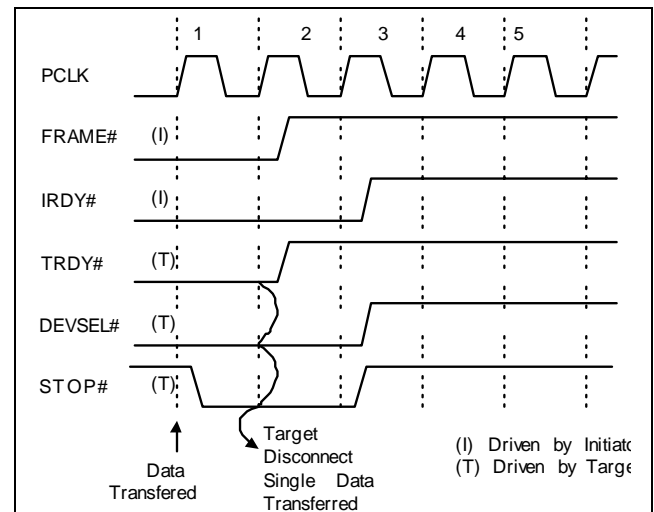 1 2 3 4 5
PCLK
FRAME# (I)
IRDY# (I)
TRDY# (T)
DEVSEL# (T)
STOP# (T)
Data
Transfered
Target
Disconnect
Single Data
Transferred
(I) Driven by Initiato
(T) Driven by Targe